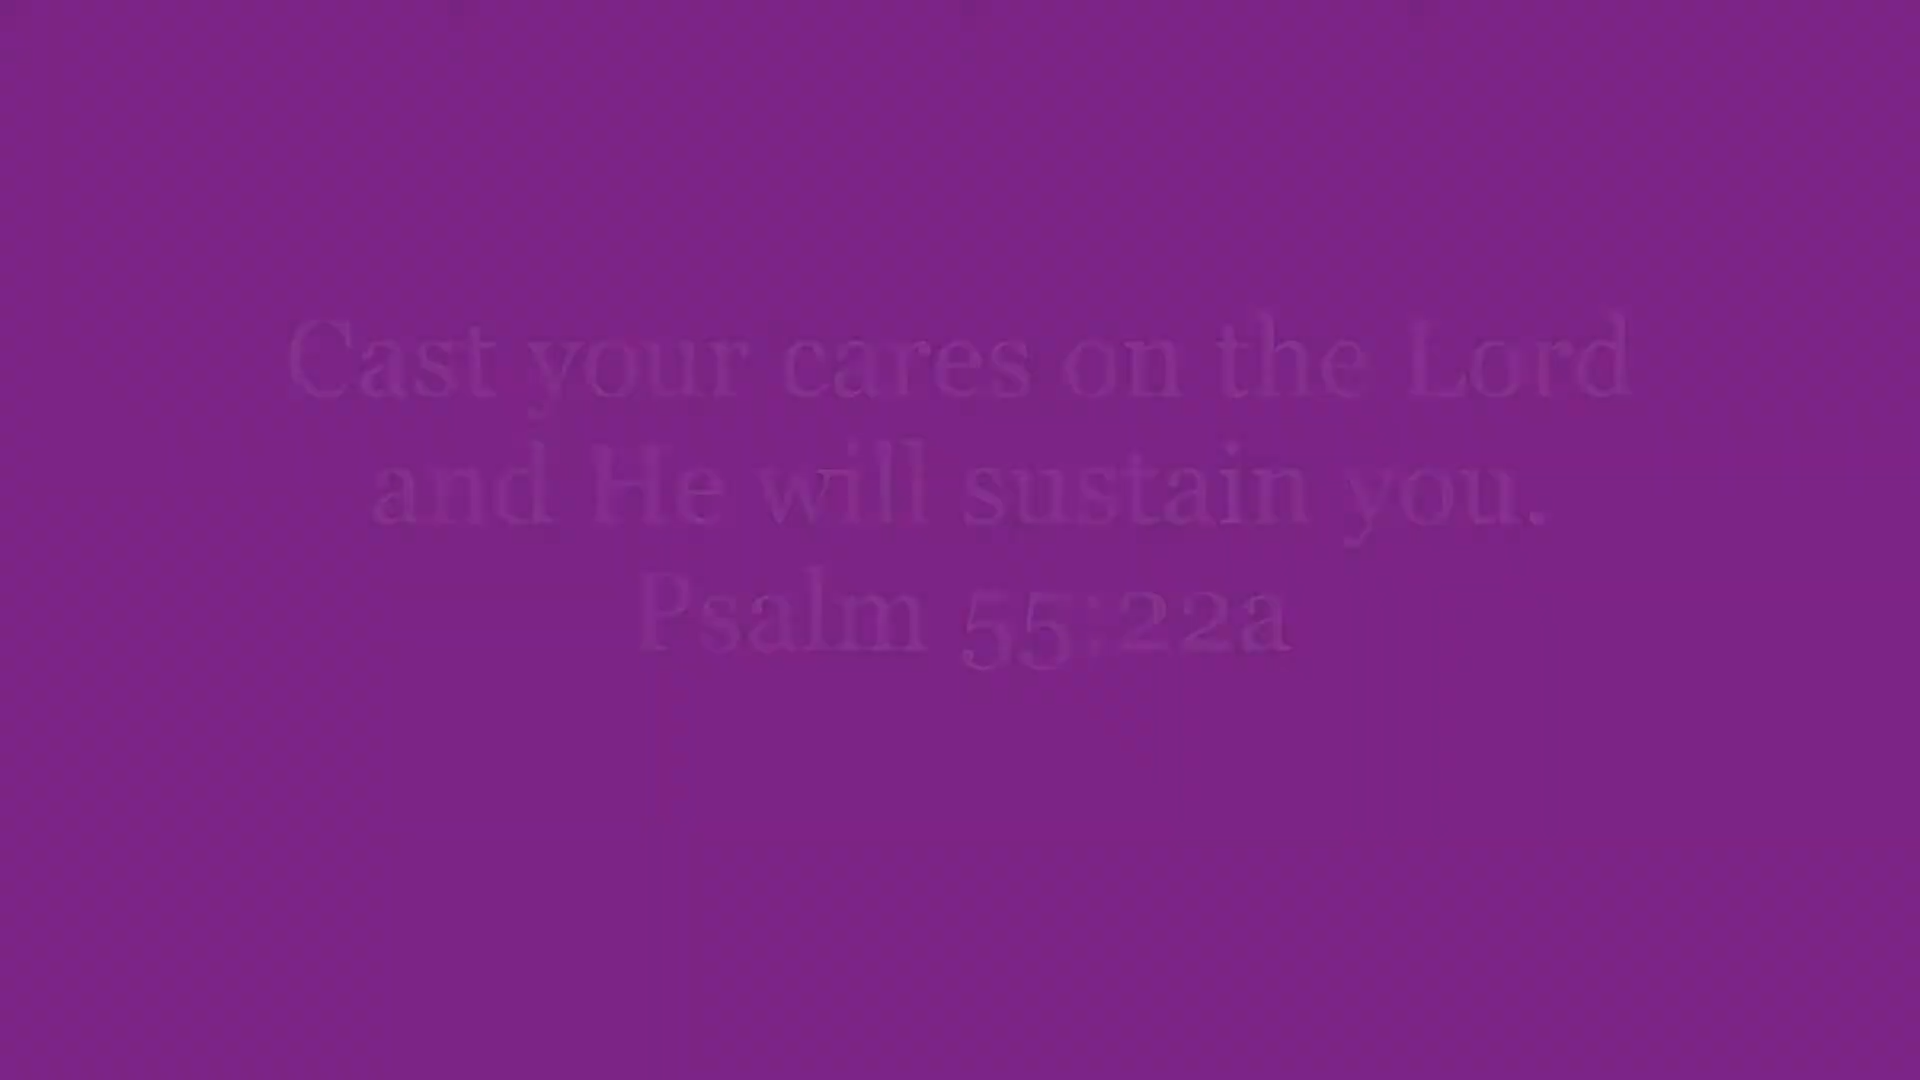 Cast your cares on the Lord
and He will sustain you.
Psalm 55:22a